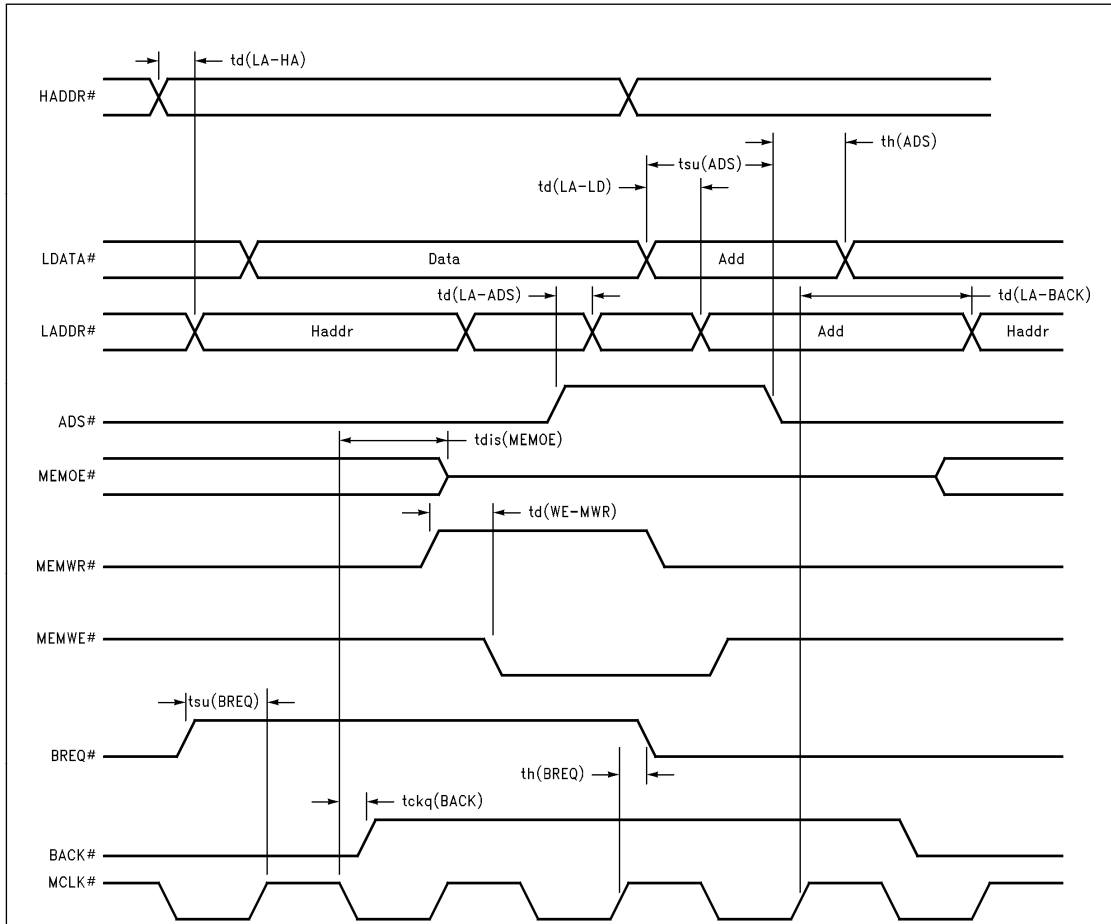 td(LA-HA)
HADDR#
th(ADS)
tsu(ADS)
td(LA-LD)
LDATA#
Data
Add
td(LA-ADS)
td(LA-BACK)
LADDR#
Haddr
Add
Haddr
ADS#
tdis(MEMOE)
MEMOE#
td(WE-MWR)
MEMWR#
MEMWE#
tsu(BREQ)
BREQ#
th(BREQ)
tckq(BACK)
BACK#
MCLK#